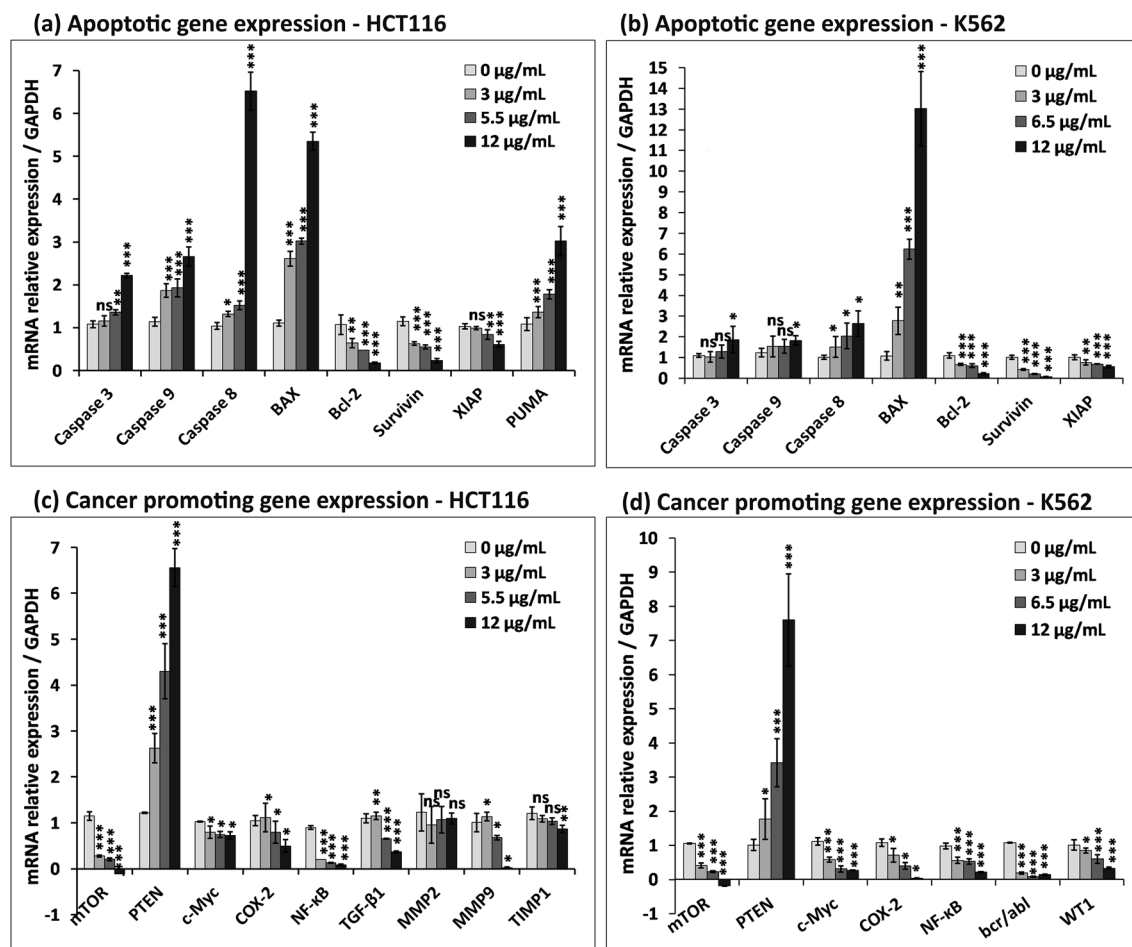 (a) Apoptotic gene expression - HCT116
mRNA relative expression / GAPDH
7
6
5
4
3
2
1
0
0 µg/mL
3 µg/mL
5.5 µg/mL
12 µg/mL
ns
**
***
***
***
***
*
***
***
***
***
***
**
***
***
***
***
***
ns
**
***
***
***
***
Caspase 3
Caspase 9
Caspase 8
BAX
Bcl-2
Survivin
XIAP
PUMA
(b) Apoptotic gene expression - K562
mRNA relative expression / GAPDH
15
14
13
12
11
10
9
8
7
6
5
4
3
2
1
0
0 µg/mL
3 µg/mL
6.5 µg/mL
12 µg/mL
ns
ns
*
ns
ns
*
*
*
*
**
***
***
***
***
***
***
***
***
**
***
***
Caspase 3
Caspase 9
Caspase 8
BAX
Bcl-2
Survivin
XIAP
(c) Cancer promoting gene expression - HCT116
mRNA relative expression / GAPDH
7
6
5
4
3
2
1
0
-1
0 µg/mL
3 µg/mL
5.5 µg/mL
12 µg/mL
***
***
***
***
***
***
*
*
*
*
*
*
***
***
***
**
***
***
ns
ns
ns
*
*
*
ns
ns
**
mTOR
PTEN
c-Myc
COX-2
NF-κB
TGF-β1
MMP2
MMP9
TIMP1
(d) Cancer promoting gene expression - K562
mRNA relative expression / GAPDH
10
9
8
7
6
5
4
3
2
1
0
-1
0 µg/mL
3 µg/mL
6.5 µg/mL
12 µg/mL
***
***
***
*
***
***
***
***
***
*
**
**
***
***
***
***
***
***
*
***
***
mTOR
PTEN
c-Myc
COX-2
NF-κB
bcr/abl
WT1